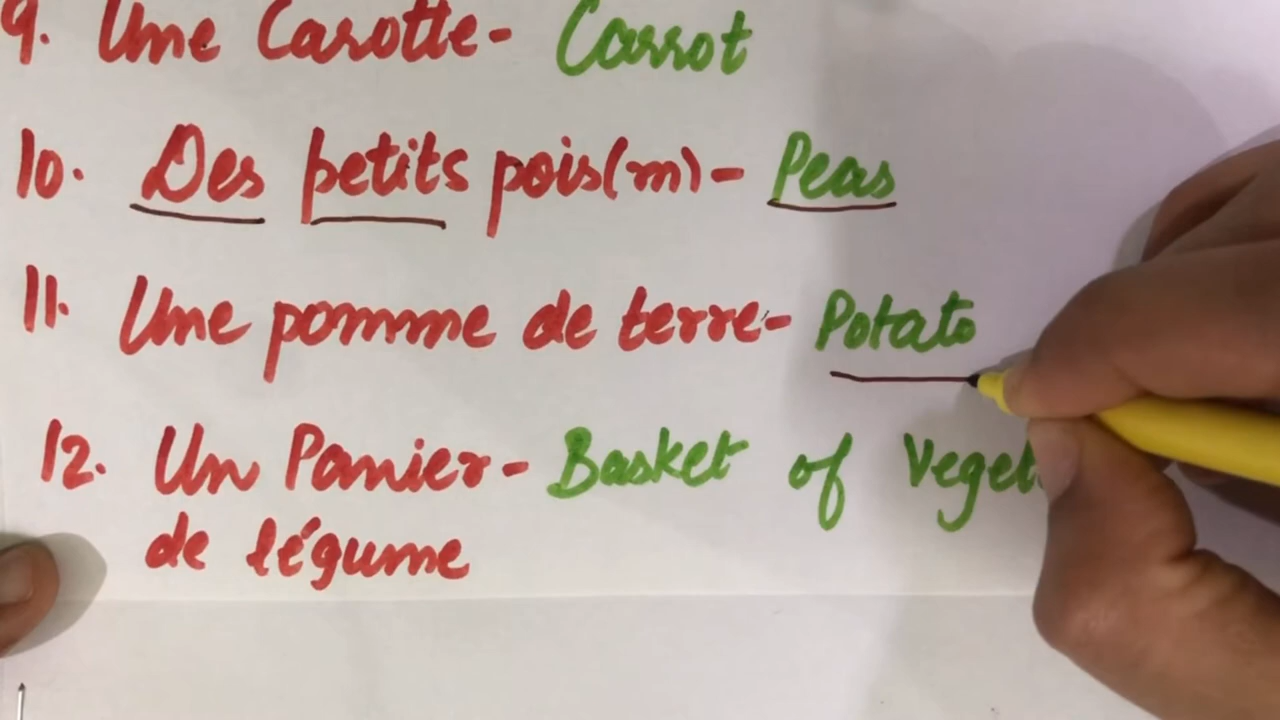 9. Une Carotte- Carrot
10. Des petits pois(m)- Peas
11. Une pomme de terre- Potato
12. Un Panier- Basket of
de légume